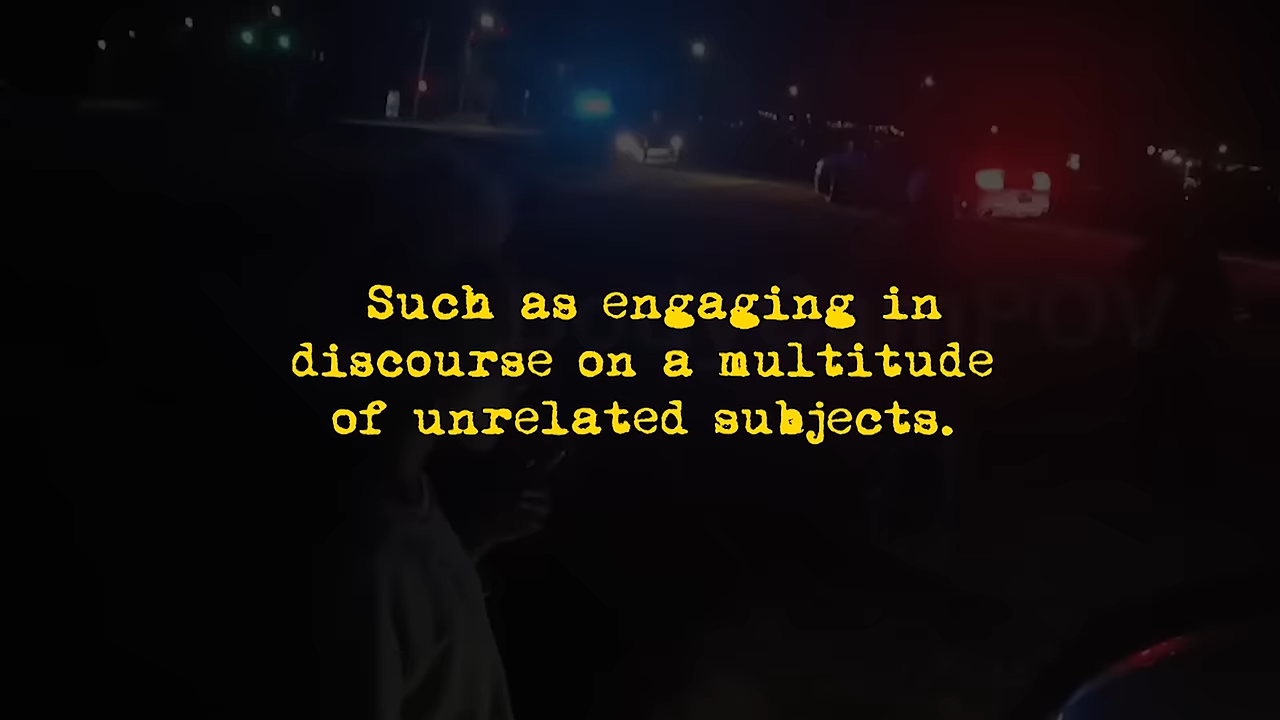 Such as engaging in
discourse on a multitude
of unrelated subjects.